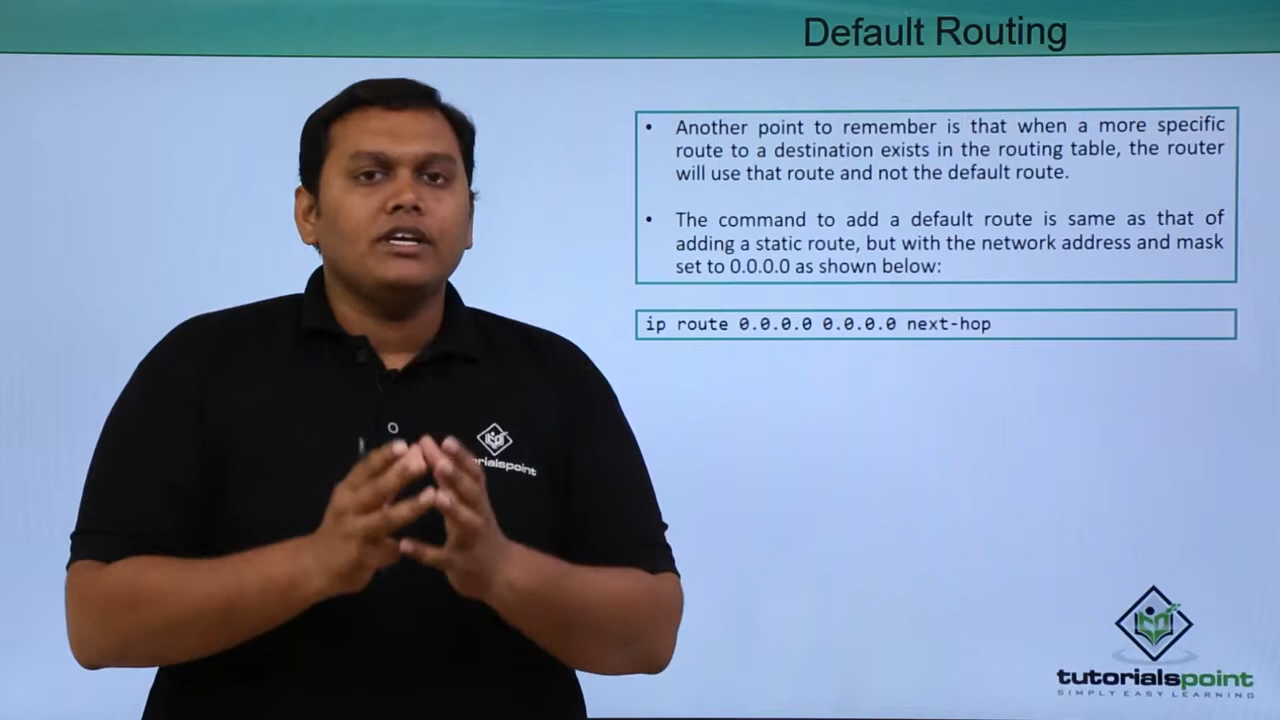 Default Routing
• Another point to remember is that when a more specific
route to a destination exists in the routing table, the router
will use that route and not the default route.
• The command to add a default route is same as that of
adding a static route, but with the network address and mask
set to 0.0.0.0 as shown below:
ip route 0.0.0.0 0.0.0.0 next-hop
rialspoint
tutorialspoint
SIMPLY EASY LEARNING